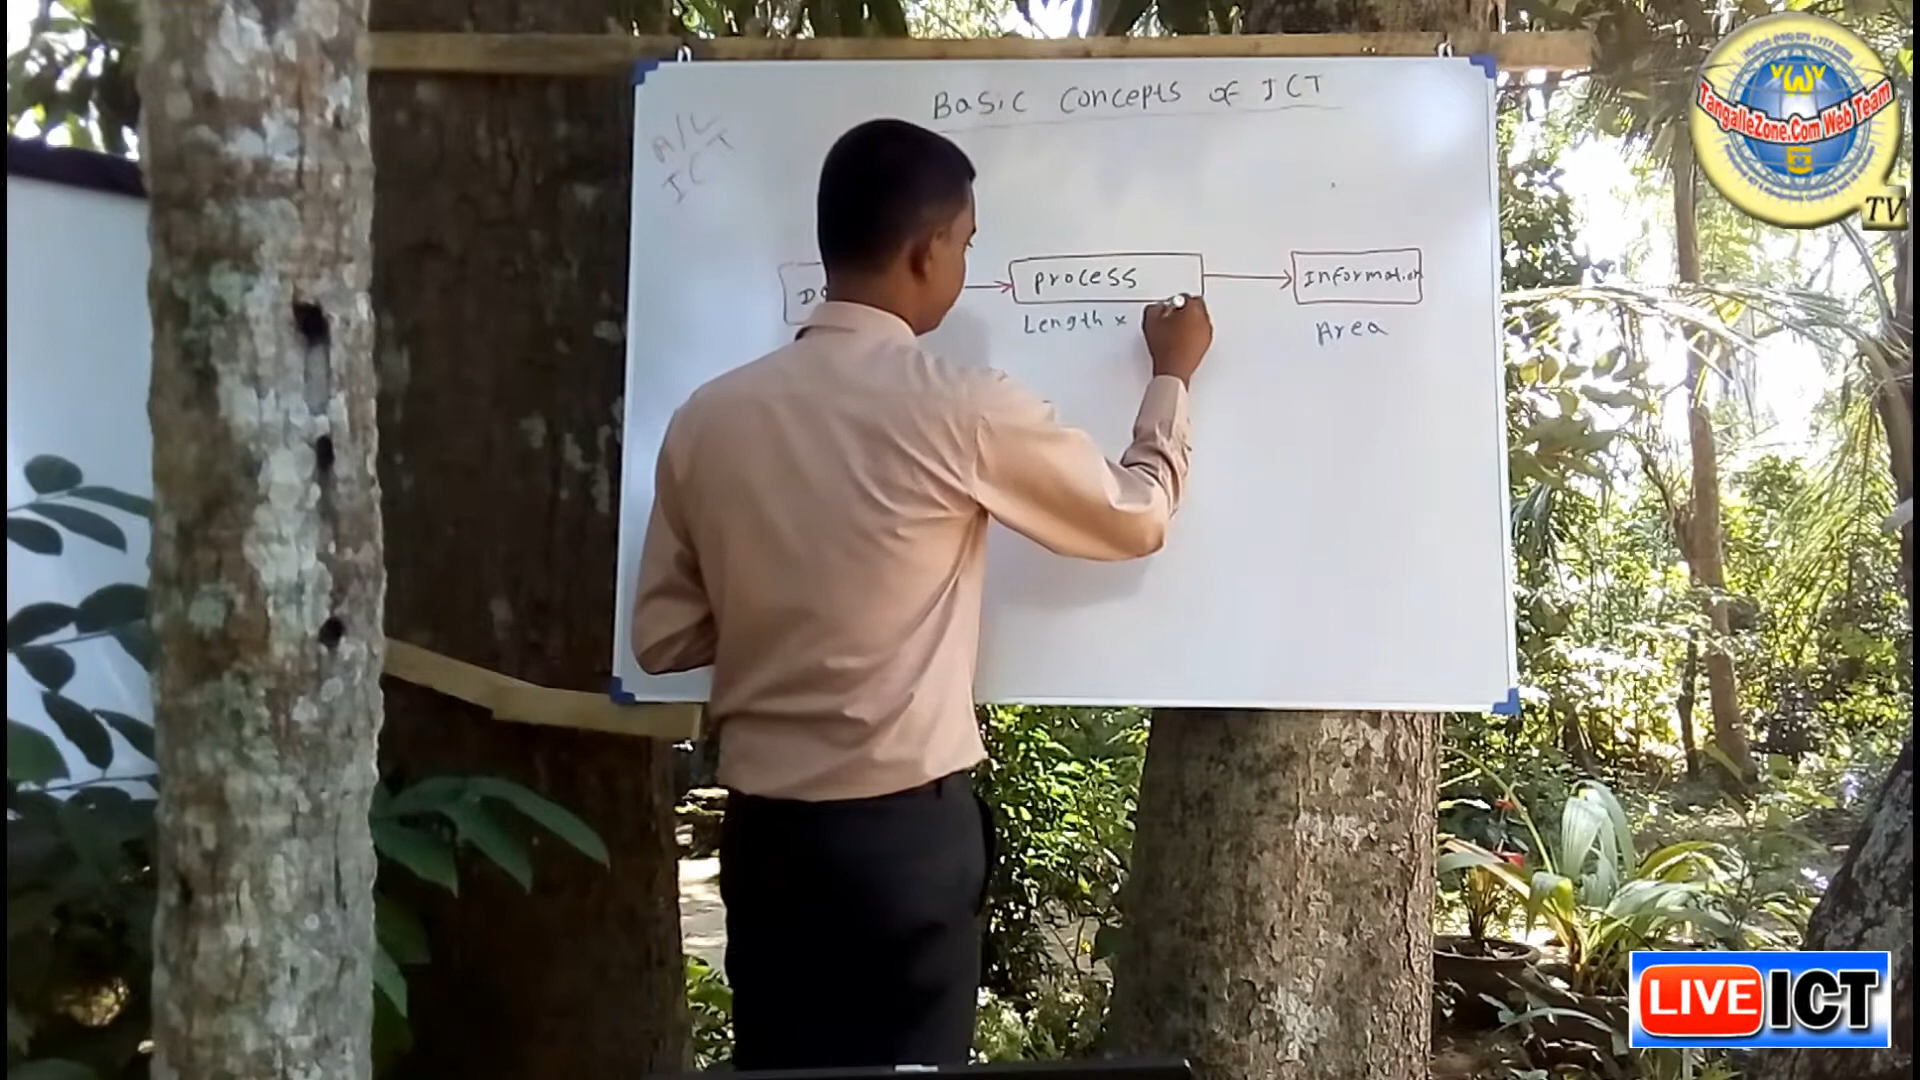 Basic Concepts of ICT
A/L
ICT
process
Information
Length x
Area
TangalleZone.Com Web Team
TV
LIVE ICT